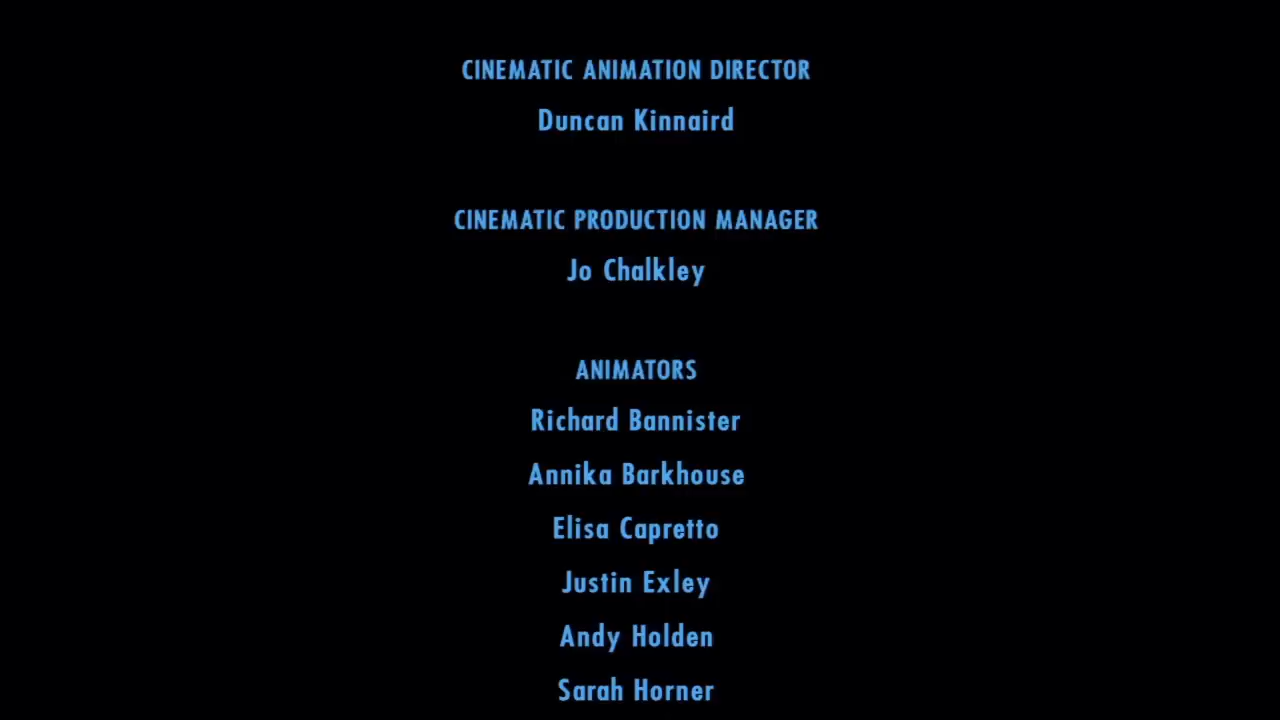 CINEMATIC ANIMATION DIRECTOR
Duncan Kinnaird
CINEMATIC PRODUCTION MANAGER
Jo Chalkley
ANIMATORS
Richard Bannister
Annika Barkhouse
Elisa Capretto
Justin Exley
Andy Holden
Sarah Horner